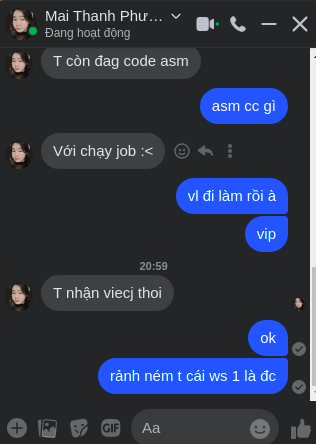 Mai Thanh Phư...
Đang hoạt động
T còn đag code asm
asm cc gì
Với chạy job :<
vl đi làm rồi à
vip
20:59
T nhận viecj thoi
ok
rảnh ném t cái ws 1 là đc
GIF
Aa